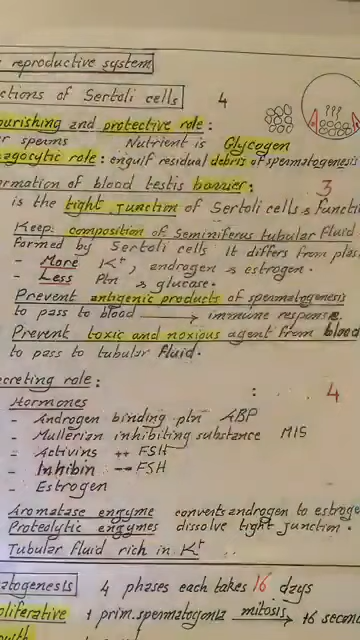 reproductive system
ctions of Sertoli cells 4
ourishing and protective role:
r sperms Nutrient is Glycogen
agocytic role: engulf residual debris of spermatogenesis
ormation of blood testis barrier: 3
is the tight junction of Sertoli cells & functi
Keep composition of Seminiferus tubular fluid
Formed by Sertoli cells It differs from plas
- More K+, androgen & estrogen.
- Less Ptn & glucose.
Prevent antigenic products of spermatogenesis
to pass to blood → immune response.
Prevent toxic and noxious agent from blood
to pass to tubular fluid.
ecreting role: : 4
Hormones
- Androgen binding ptn ABP
- Mullerian inhibiting substance MIS
- Activins ++ FSH
- Inhibin -- FSH
- Estrogen
Aromatase enzyme converts androgen to estroge
Proteolytic enzymes dissolve tight junction.
Tubular fluid rich in K+
atogenesis 4 phases each takes 16 days
oliferative 1 prim. spermatogonia mitosis → 16 secon
owth